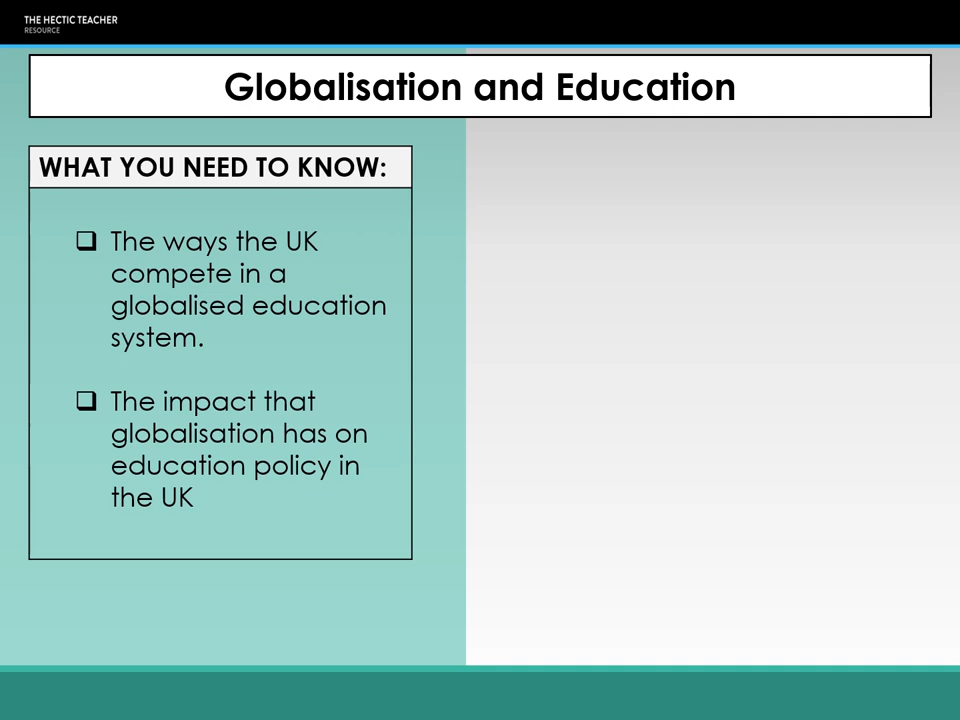 THE HECTIC TEACHER
RESOURCE
Globalisation and Education
WHAT YOU NEED TO KNOW:
❑ The ways the UK
compete in a
globalised education
system.
❑ The impact that
globalisation has on
education policy in
the UK